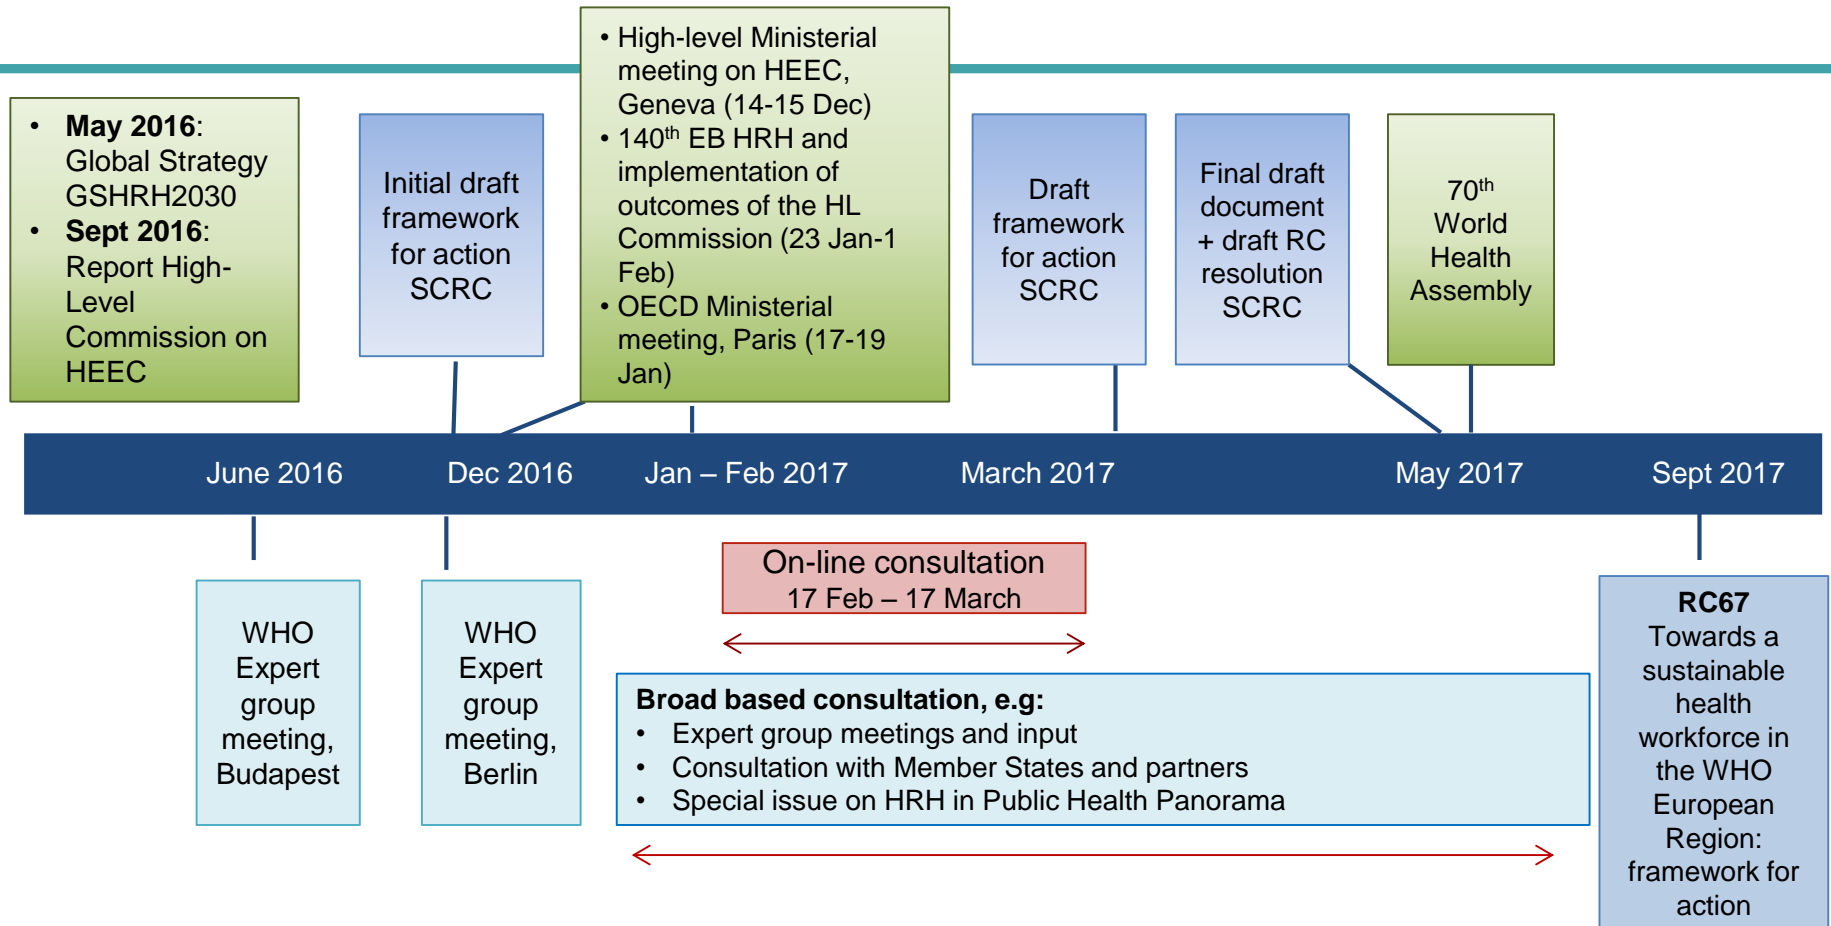 • May 2016:
Global Strategy
GSHRH2030
• Sept 2016:
Report High-
Level
Commission on
HEEC
Initial draft
framework
for action
SCRC
• High-level Ministerial
meeting on HEEC,
Geneva (14-15 Dec)
• 140th EB HRH and
implementation of
outcomes of the HL
Commission (23 Jan-1
Feb)
• OECD Ministerial
meeting, Paris (17-19
Jan)
Draft
framework
for action
SCRC
Final draft
document
+ draft RC
resolution
SCRC
70th
World
Health
Assembly
June 2016
Dec 2016
Jan – Feb 2017
March 2017
May 2017
Sept 2017
WHO
Expert
group
meeting,
Budapest
WHO
Expert
group
meeting,
Berlin
On-line consultation
17 Feb – 17 March
Broad based consultation, e.g:
• Expert group meetings and input
• Consultation with Member States and partners
• Special issue on HRH in Public Health Panorama
RC67
Towards a
sustainable
health
workforce in
the WHO
European
Region:
framework for
action